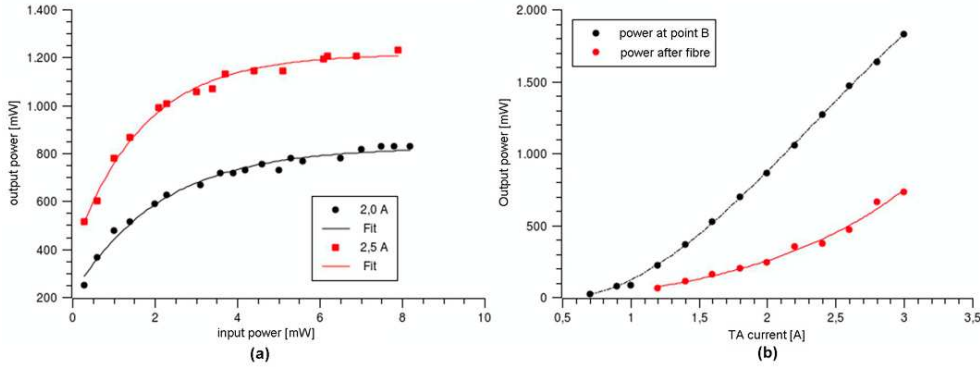 1.400
1.200
1.000
800
600
400
200
output power [mW]
0
2
4
6
8
10
input power [mW]
2,0 A
Fit
2,5 A
Fit
(a)
2.000
1.500
1.000
500
0
Output power [mW]
0,5
1
1,5
2
2,5
3
3,5
TA current [A]
power at point B
power after fibre
(b)